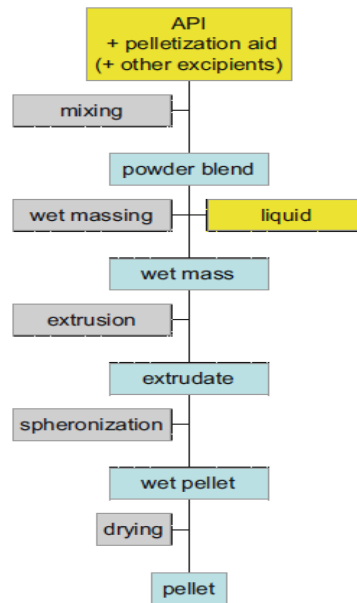 API
+ pelletization aid
(+ other excipients)
mixing
powder blend
wet massing
liquid
wet mass
extrusion
extrudate
spheronization
wet pellet
drying
pellet